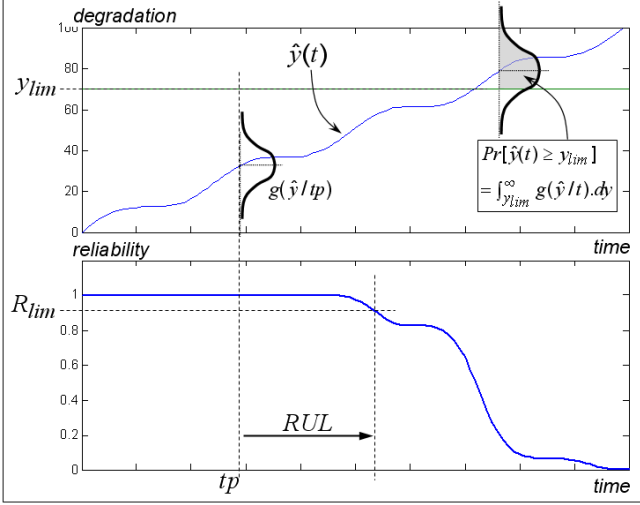 degradation
100
80
60
40
20
0
y_lim
ŷ(t)
g(ŷ/tp)
Pr[ŷ(t) ≥ y_lim]
= ∫_{y_lim}^{∞} g(ŷ/t).dy
time
reliability
1
0.8
0.6
0.4
0.2
0
R_lim
RUL
tp
time